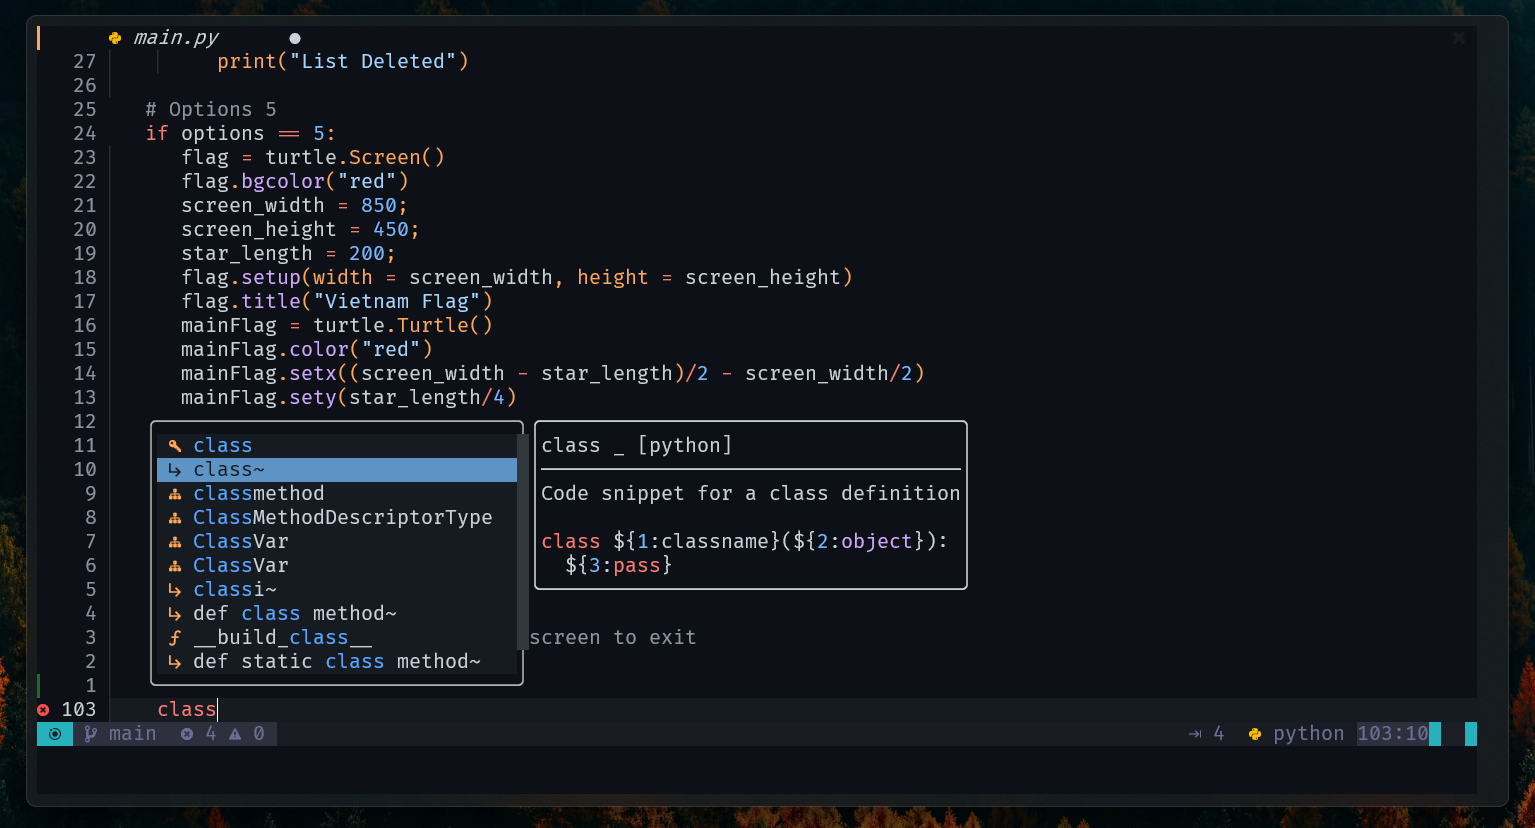 main.py
27 print("List Deleted")
26
25 # Options 5
24 if options == 5:
23 flag = turtle.Screen()
22 flag.bgcolor("red")
21 screen_width = 850;
20 screen_height = 450;
19 star_length = 200;
18 flag.setup(width = screen_width, height = screen_height)
17 flag.title("Vietnam Flag")
16 mainFlag = turtle.Turtle()
15 mainFlag.color("red")
14 mainFlag.setx((screen_width - star_length)/2 - screen_width/2)
13 mainFlag.sety(star_length/4)
12
11 class class _ [python]
10 class~
9 classmethod Code snippet for a class definition
8 ClassMethodDescriptorType
7 ClassVar class ${1:classname}(${2:object}):
6 ClassVar ${3:pass}
5 classi~
4 def class method~
3 __build_class__ screen to exit
2 def static class method~
1
103 class
main 4 0 4 python 103:10